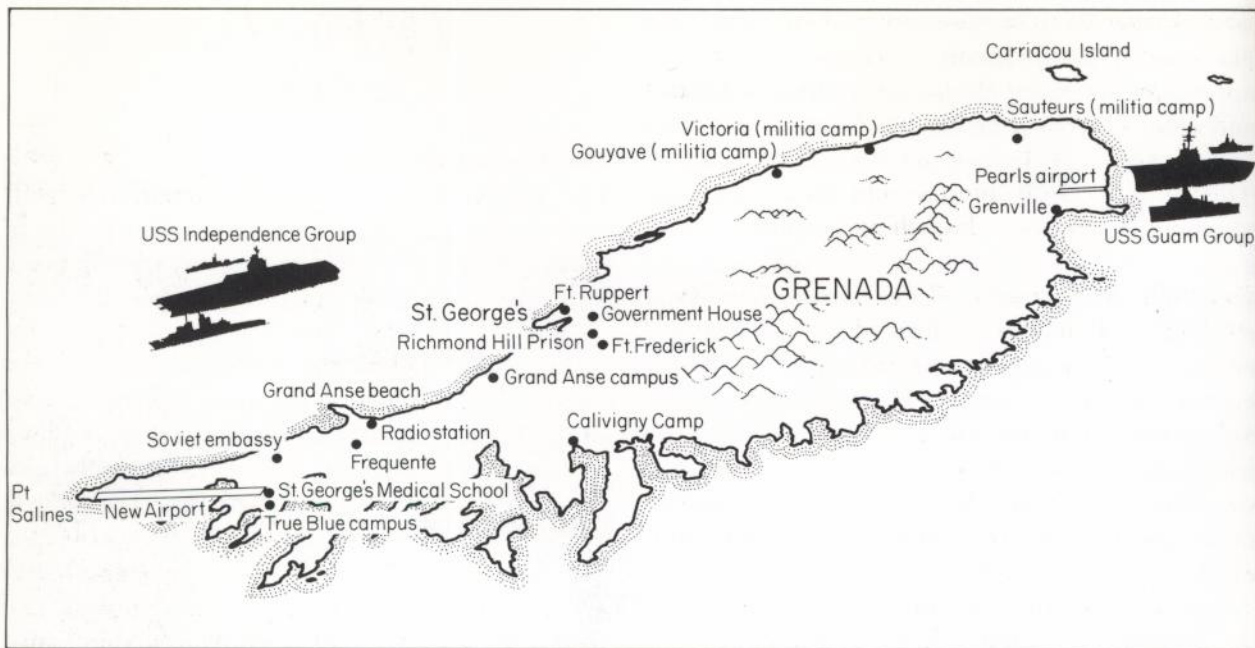 Carriacou Island
Sauteurs (militia camp)
Victoria (militia camp)
Gouyave (militia camp)
Pearls airport
Grenville
USS Guam Group
USS Independence Group
GRENADA
Ft. Ruppert
St. George's
Government House
Richmond Hill Prison
Ft. Frederick
Grand Anse campus
Grand Anse beach
Radio station
Calivigny Camp
Soviet embassy
Frequente
Pt
Salines
New Airport
St. George's Medical School
True Blue campus